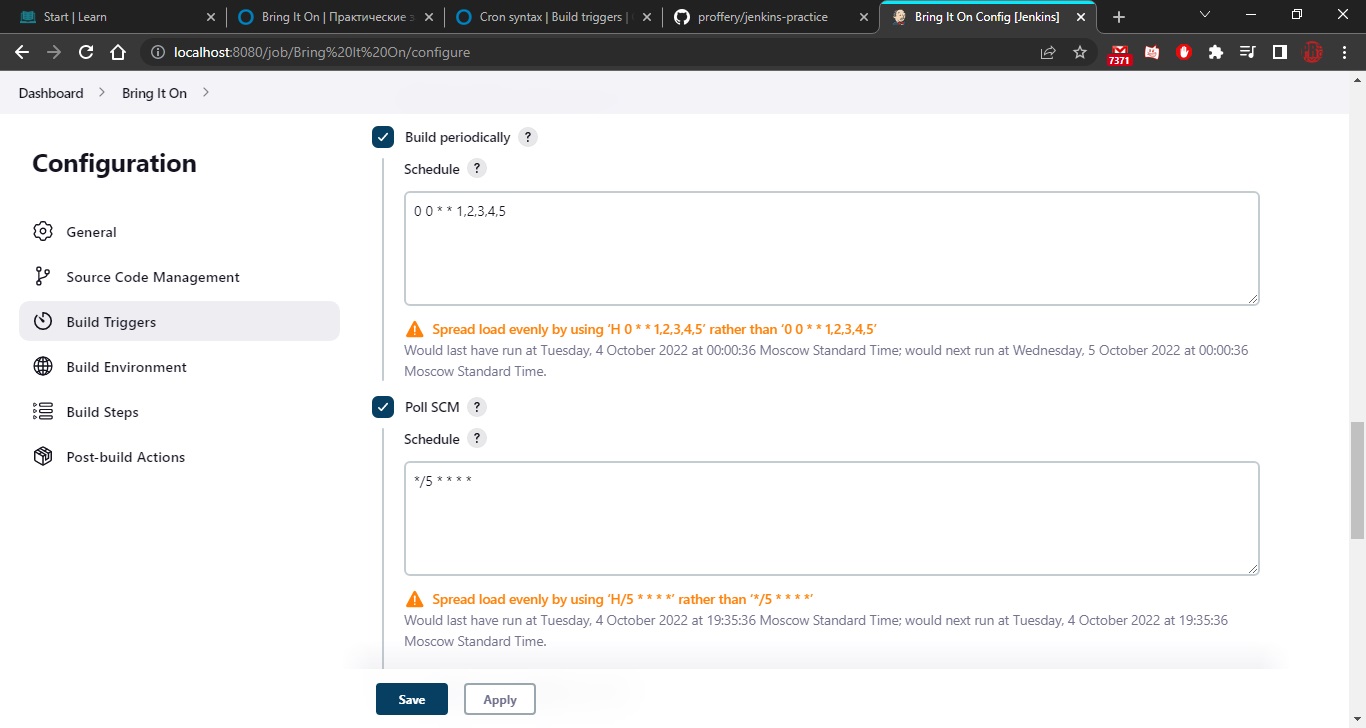 Start | Learn
Bring It On | Практические з
Cron syntax | Build triggers |
proffery/jenkins-practice
Bring It On Config [Jenkins]
localhost:8080/job/Bring%20It%20On/configure
7371
Dashboard > Bring It On >
Configuration
General
Source Code Management
Build Triggers
Build Environment
Build Steps
Post-build Actions
Build periodically ?
Schedule ?
0 0 * * 1,2,3,4,5
Spread load evenly by using ‘H 0 * * 1,2,3,4,5’ rather than ‘0 0 * * 1,2,3,4,5’
Would last have run at Tuesday, 4 October 2022 at 00:00:36 Moscow Standard Time; would next run at Wednesday, 5 October 2022 at 00:00:36
Moscow Standard Time.
Poll SCM ?
Schedule ?
*/5 * * * *
Spread load evenly by using ‘H/5 * * * *’ rather than ‘*/5 * * * *’
Would last have run at Tuesday, 4 October 2022 at 19:35:36 Moscow Standard Time; would next run at Tuesday, 4 October 2022 at 19:35:36
Moscow Standard Time.
Save
Apply